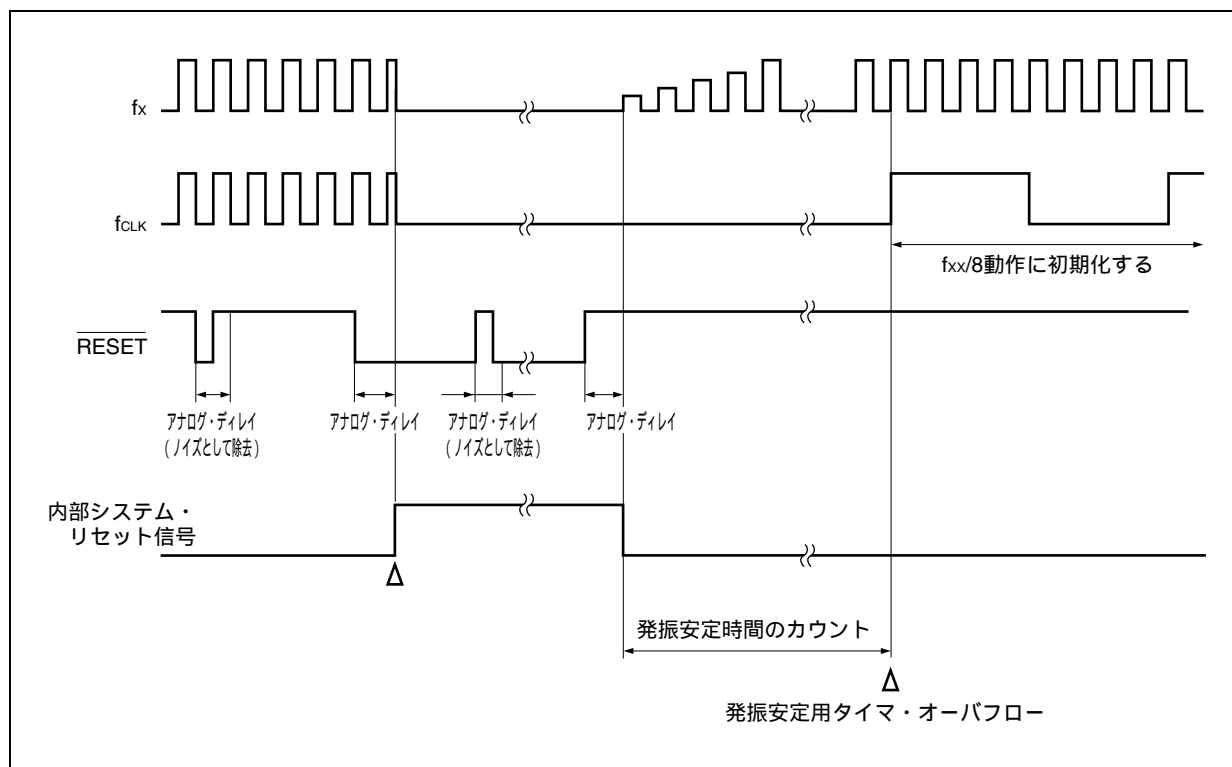 fX
fCLK
fXX/8動作に初期化する
RESET
アナログ・ディレイ
(ノイズとして除去)
アナログ・ディレイ
アナログ・ディレイ
(ノイズとして除去)
アナログ・ディレイ
内部システム・
リセット信号
発振安定時間のカウント
発振安定用タイマ・オーバフロー